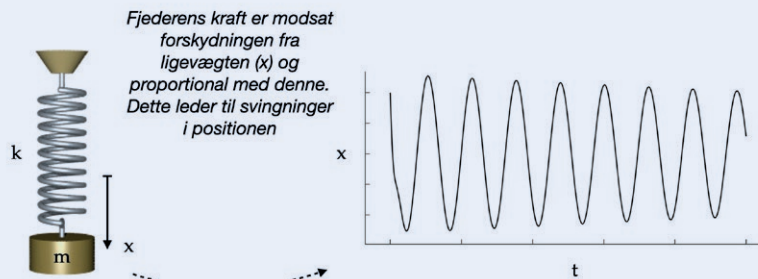 Fjederens kraft er modsat
forskydningen fra
ligevægten (x) og
proportional med denne.
Dette leder til svingninger
i positionen
k
x
m
x
t